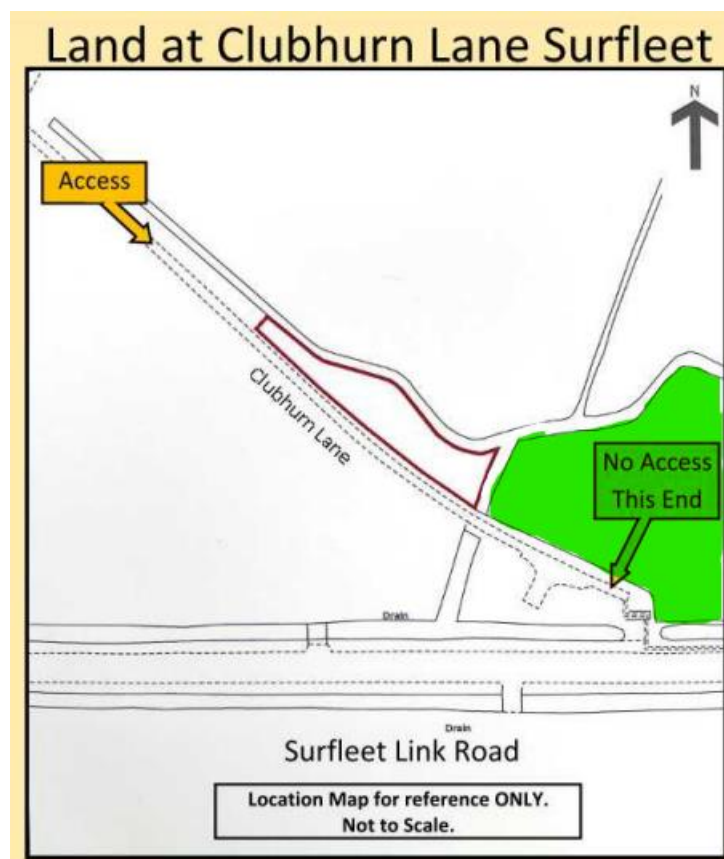 Land at Clubhurn Lane Surfleet
N
Access
Clubhurn Lane
No Access
This End
Drain
Drain
Surfleet Link Road
Location Map for reference ONLY.
Not to Scale.